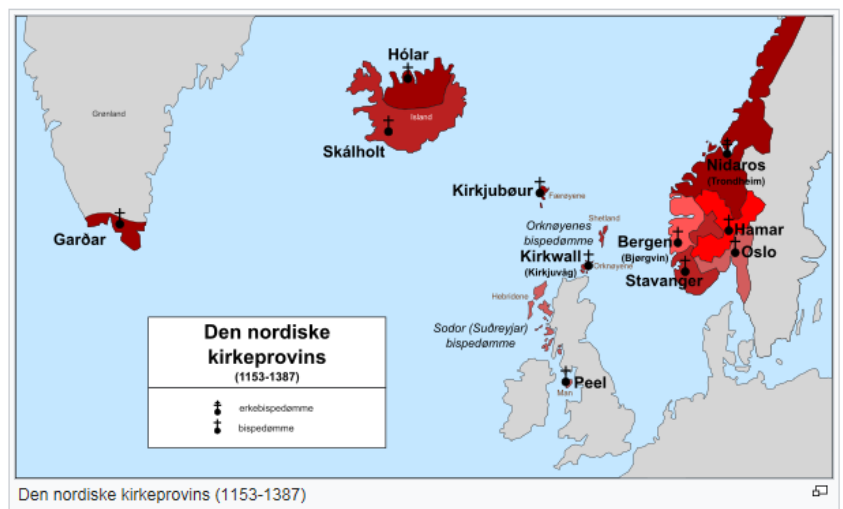 Hólar
Grønland
Island
Skálholt
Nidaros
(Trondheim)
Kirkjubøur
Færøyene
Garðar
Shetland
Orknøyenes
bispedømme
Bergen
(Bjørgvin)
Hamar
Oslo
Kirkwall
(Kirkjuvåg)
Orknøyene
Stavanger
Hebridene
Sodor (Suðreyjar)
bispedømme
Peel
Man
Den nordiske
kirkeprovins
(1153-1387)
erkebispedømme
bispedømme
Den nordiske kirkeprovins (1153-1387)